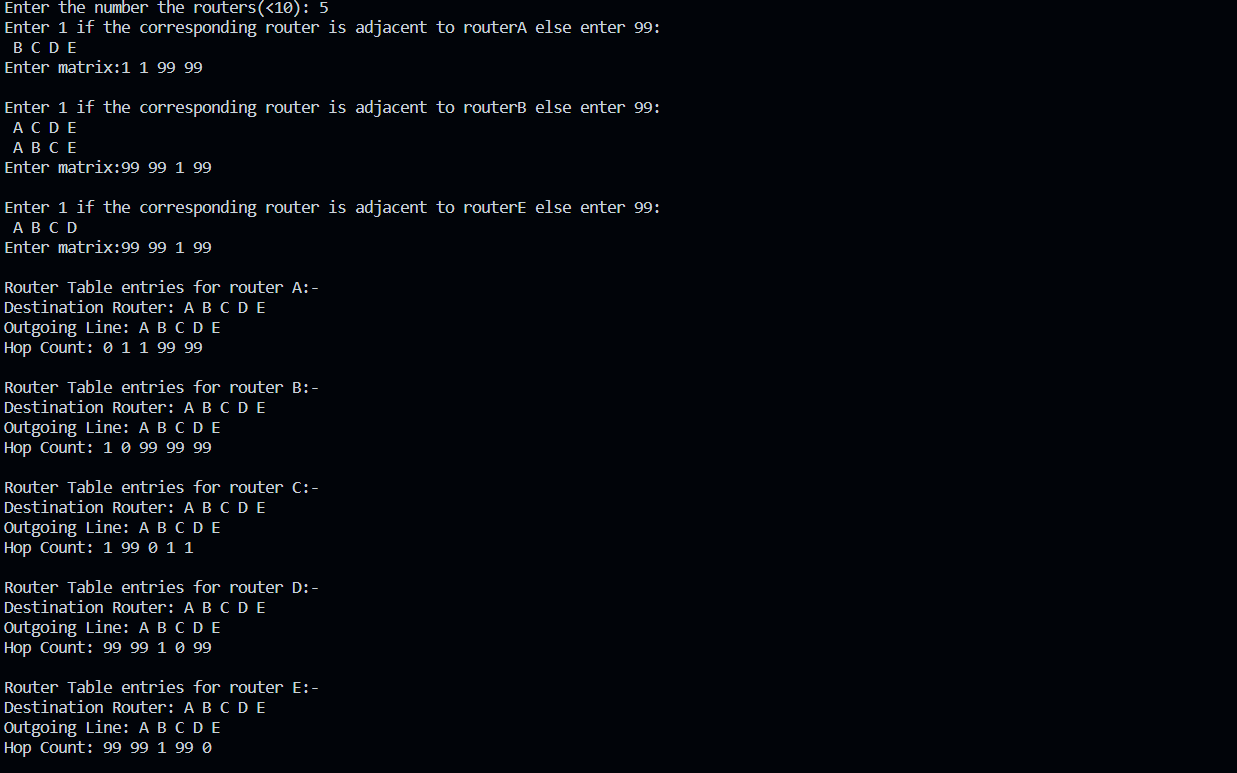 Enter the number the routers(<10): 5
Enter 1 if the corresponding router is adjacent to routerA else enter 99:
B C D E
Enter matrix:1 1 99 99
Enter 1 if the corresponding router is adjacent to routerB else enter 99:
A C D E
A B C E
Enter matrix:99 99 1 99
Enter 1 if the corresponding router is adjacent to routerE else enter 99:
A B C D
Enter matrix:99 99 1 99
Router Table entries for router A:-
Destination Router: A B C D E
Outgoing Line: A B C D E
Hop Count: 0 1 1 99 99
Router Table entries for router B:-
Destination Router: A B C D E
Outgoing Line: A B C D E
Hop Count: 1 0 99 99 99
Router Table entries for router C:-
Destination Router: A B C D E
Outgoing Line: A B C D E
Hop Count: 1 99 0 1 1
Router Table entries for router D:-
Destination Router: A B C D E
Outgoing Line: A B C D E
Hop Count: 99 99 1 0 99
Router Table entries for router E:-
Destination Router: A B C D E
Outgoing Line: A B C D E
Hop Count: 99 99 1 99 0